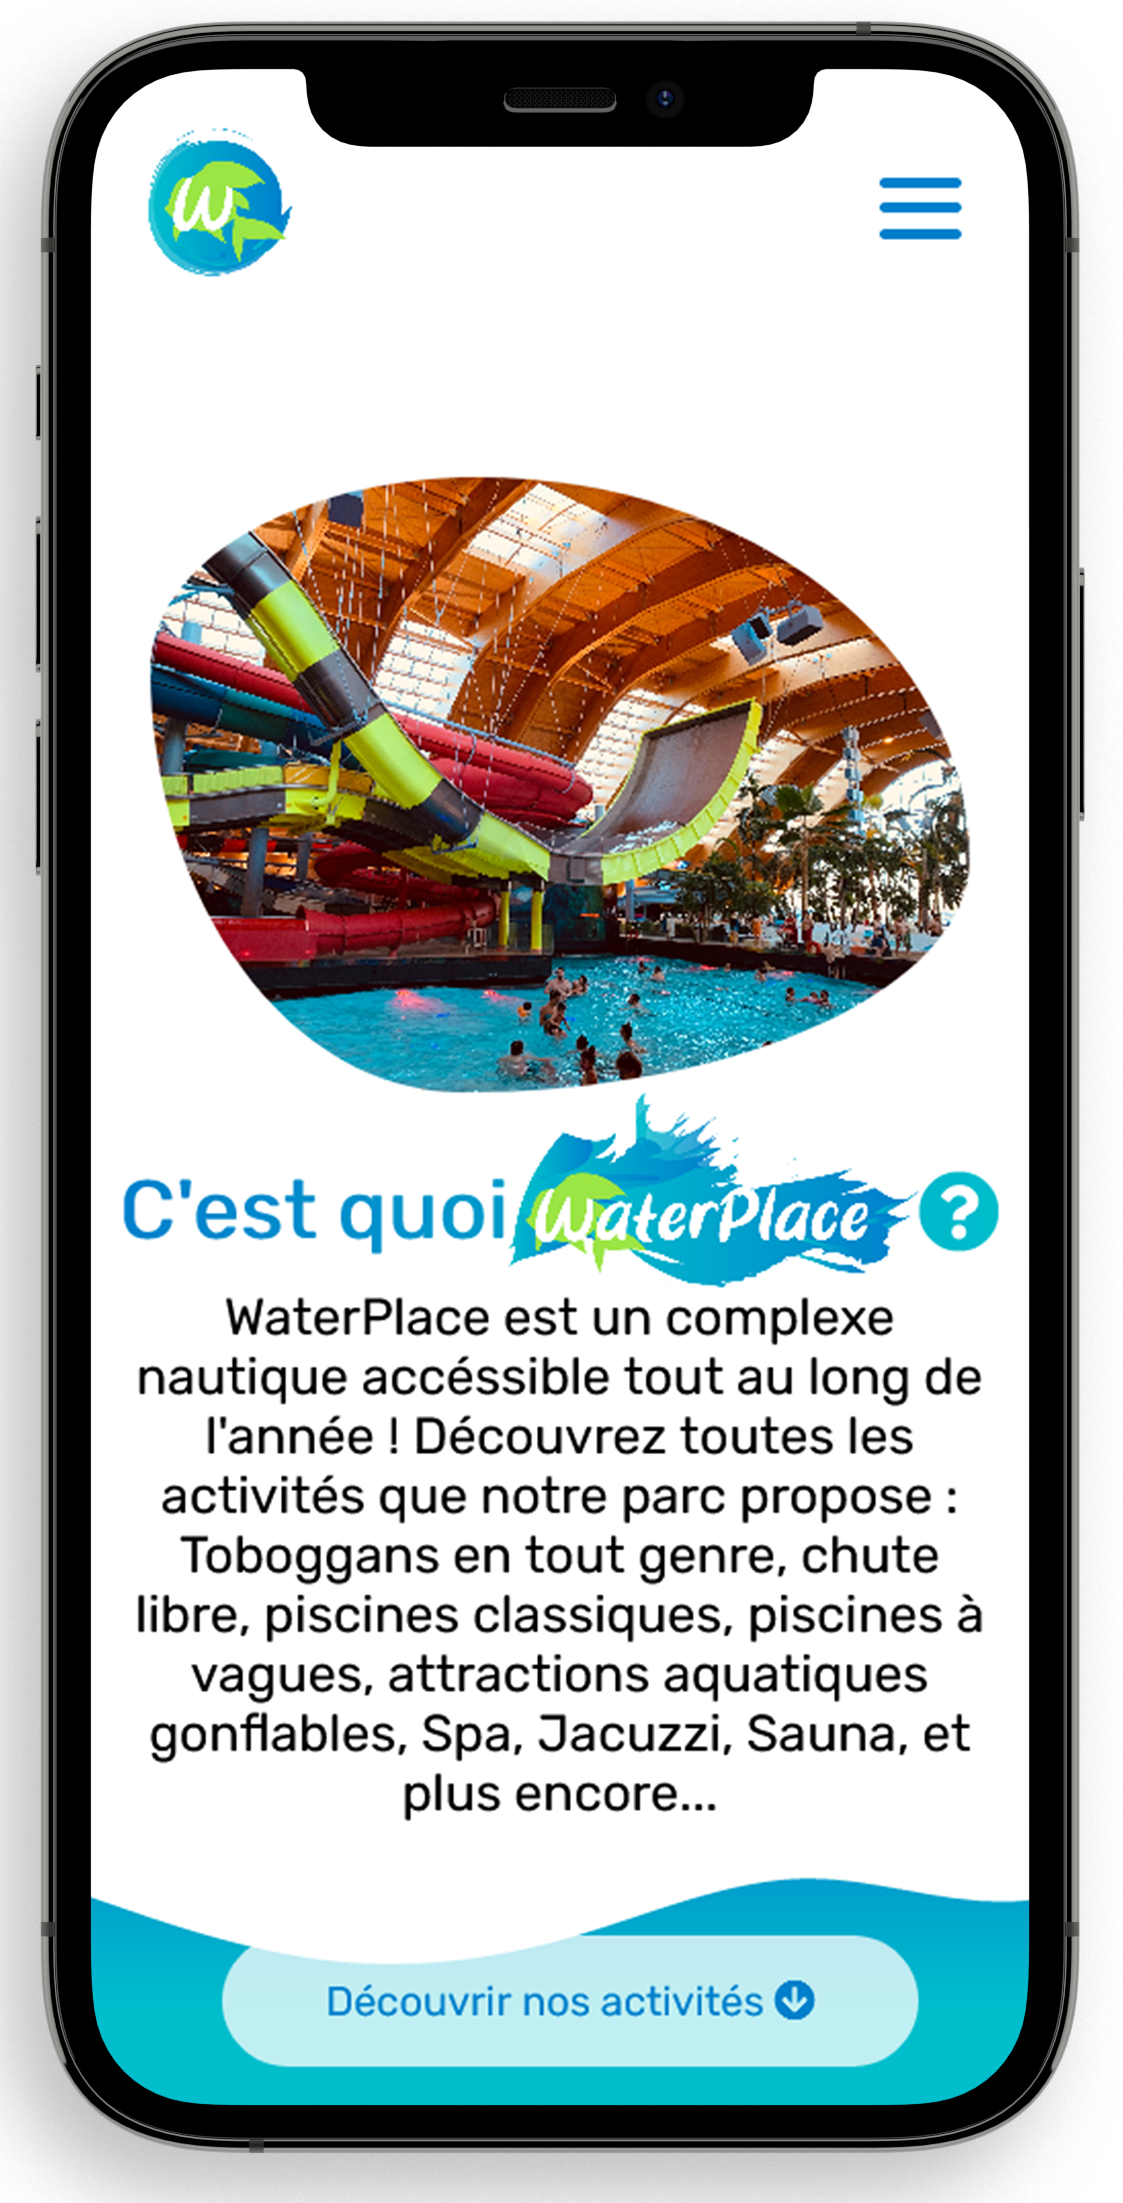 W
C'est quoi WaterPlace ?
WaterPlace est un complexe
nautique accéssible tout au long de
l'année ! Découvrez toutes les
activités que notre parc propose :
Toboggans en tout genre, chute
libre, piscines classiques, piscines à
vagues, attractions aquatiques
gonflables, Spa, Jacuzzi, Sauna, et
plus encore...
Découvrir nos activités